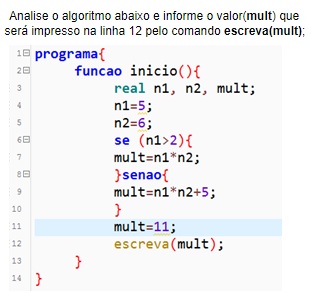 Analise o algoritmo abaixo e informe o valor(mult) que
será impresso na linha 12 pelo comando escreva(mult);
1 programa{
2 funcao inicio(){
3 real n1, n2, mult;
4 n1=5;
5 n2=6;
6 se (n1>2){
7 mult=n1*n2;
8 }senao{
9 mult=n1*n2+5;
10 }
11 mult=11;
12 escreva(mult);
13 }
14 }